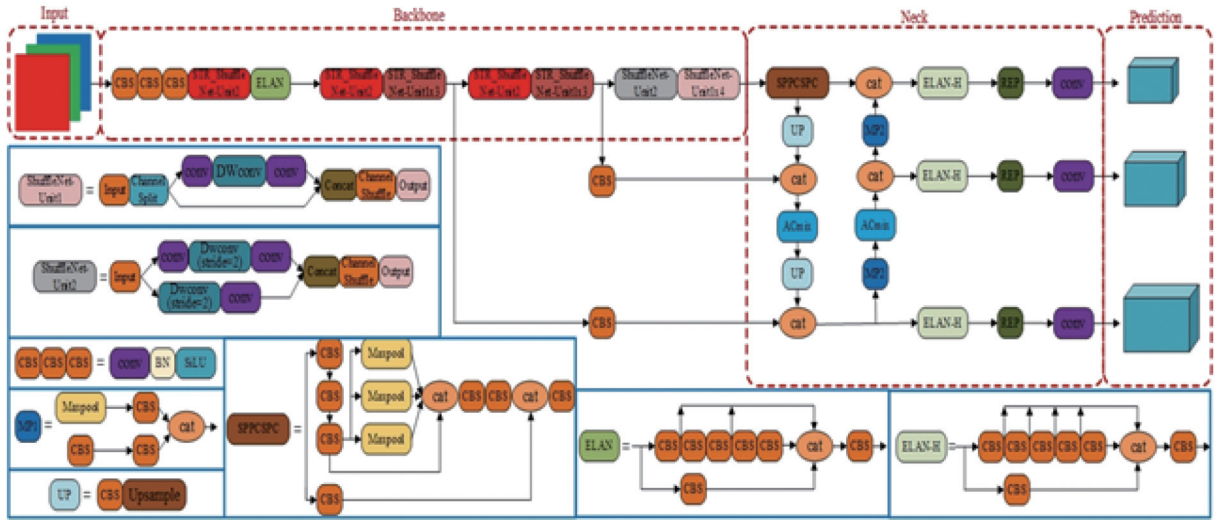 Input
Backbone
Neck
Prediction
CBS CBS CBS STR_Shuffle Net-Unit2 ELAN STR_Shuffle Net-Unit2 STR_Shuffle Net-Unit1x3 STR_Shuffle Net-Unit2 STR_Shuffle Net-Unit1x3 ShuffleNet-Unit2 ShuffleNet-Unit1x4 SPPCSPC cat ELAN-H REP conv
UP MP2
CBS cat cat ELAN-H REP conv
ACmix ACmix
UP MP2
CBS cat ELAN-H REP conv
ShuffleNet-Unit1 = Input Channel Split conv DWconv conv Concat Channel Shuffle Output
ShuffleNet-Unit2 = Input conv Dwconv (stride=2) conv Dwconv (stride=2) conv Concat Channel Shuffle Output
CBS CBS CBS = conv BN SiLU
MP1 = Maxpool CBS CBS CBS cat
UP = CBS Upsample
SPPCSPC = CBS CBS CBS Maxpool Maxpool Maxpool cat CBS CBS cat CBS CBS
ELAN = CBS CBS CBS CBS CBS cat CBS
CBS
ELAN-H = CBS CBS CBS CBS CBS cat CBS
CBS